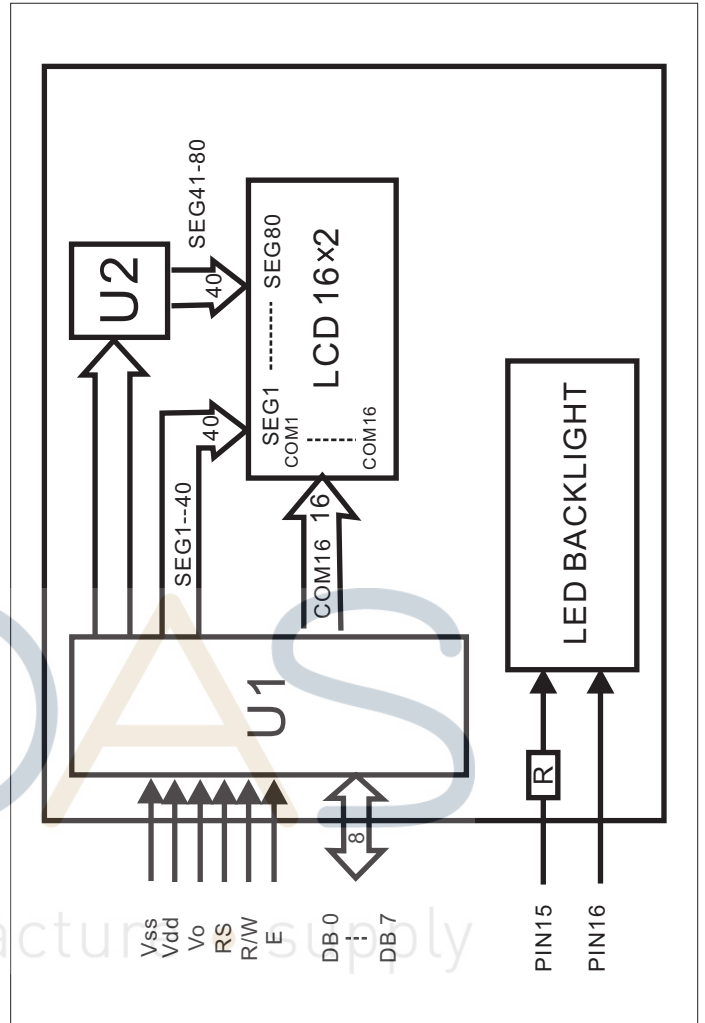 Vss
Vdd
Vo
RS
R/W
E
DB 0
DB 7
8
U1
U2
SEG1--40
40
SEG41-80
40
COM16 16
SEG1 SEG80
COM1
COM16
LCD 16×2
PIN15
PIN16
R
LED BACKLIGHT
supply